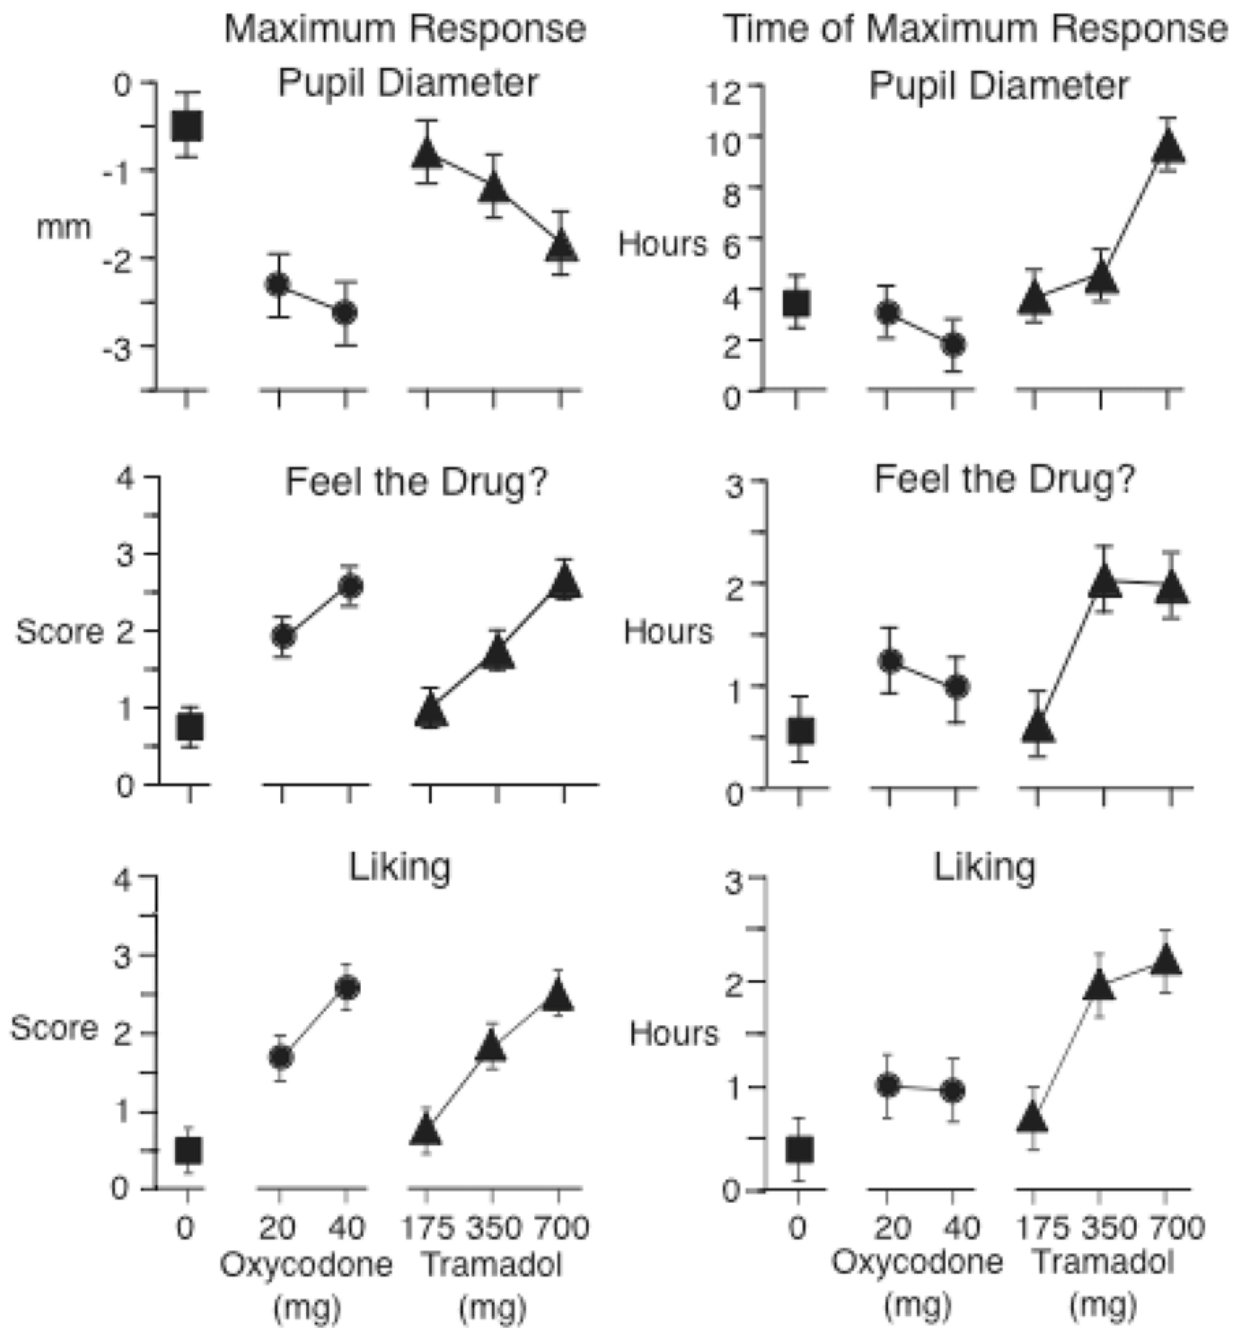 Maximum Response
Time of Maximum Response
Pupil Diameter
0
-1
-2
-3
mm
Pupil Diameter
12
10
8
6
4
2
0
Hours
Feel the Drug?
4
3
2
1
0
Score
Feel the Drug?
3
2
1
0
Hours
Liking
4
3
2
1
0
Score
Liking
3
2
1
0
Hours
0 20 40 175 350 700
Oxycodone Tramadol
(mg) (mg)
0 20 40 175 350 700
Oxycodone Tramadol
(mg) (mg)